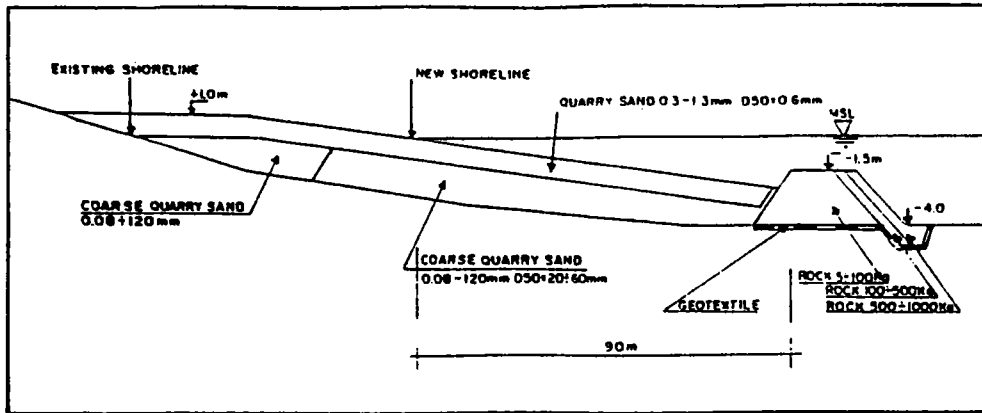 EXISTING SHORELINE
+1.0m
NEW SHORELINE
QUARRY SAND 0.3-1.3mm D50=0.6mm
MSL
-1.5m
-4.0
COARSE QUARRY SAND
0.08÷120mm
COARSE QUARRY SAND
0.08-120mm D50=20÷60mm
GEOTEXTILE
ROCK 5-100Kg
ROCK 100÷500Kg
ROCK 500÷1000Kg
90m